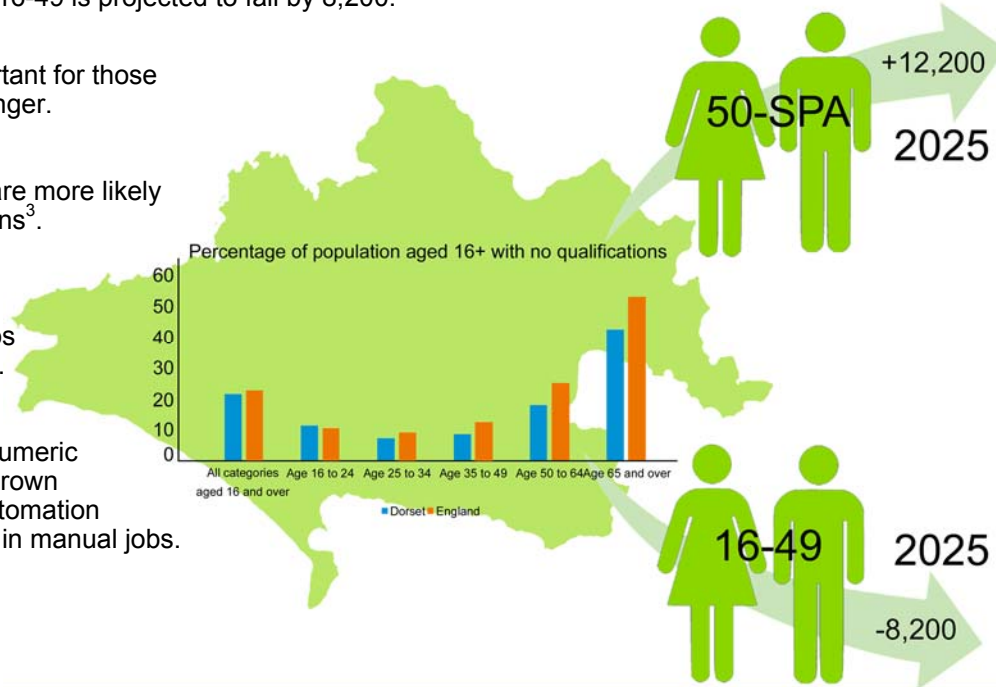 16-49 is projected to fall by 8,200.
rtant for those
nger.
are more likely
ns³.
os
.
umeric
rown
tomation
in manual jobs.
50-SPA
+12,200
2025
Percentage of population aged 16+ with no qualifications
60
50
40
30
20
10
0
All categories aged 16 and over
Age 16 to 24
Age 25 to 34
Age 35 to 49
Age 50 to 64
Age 65 and over
Dorset England
16-49
2025
-8,200